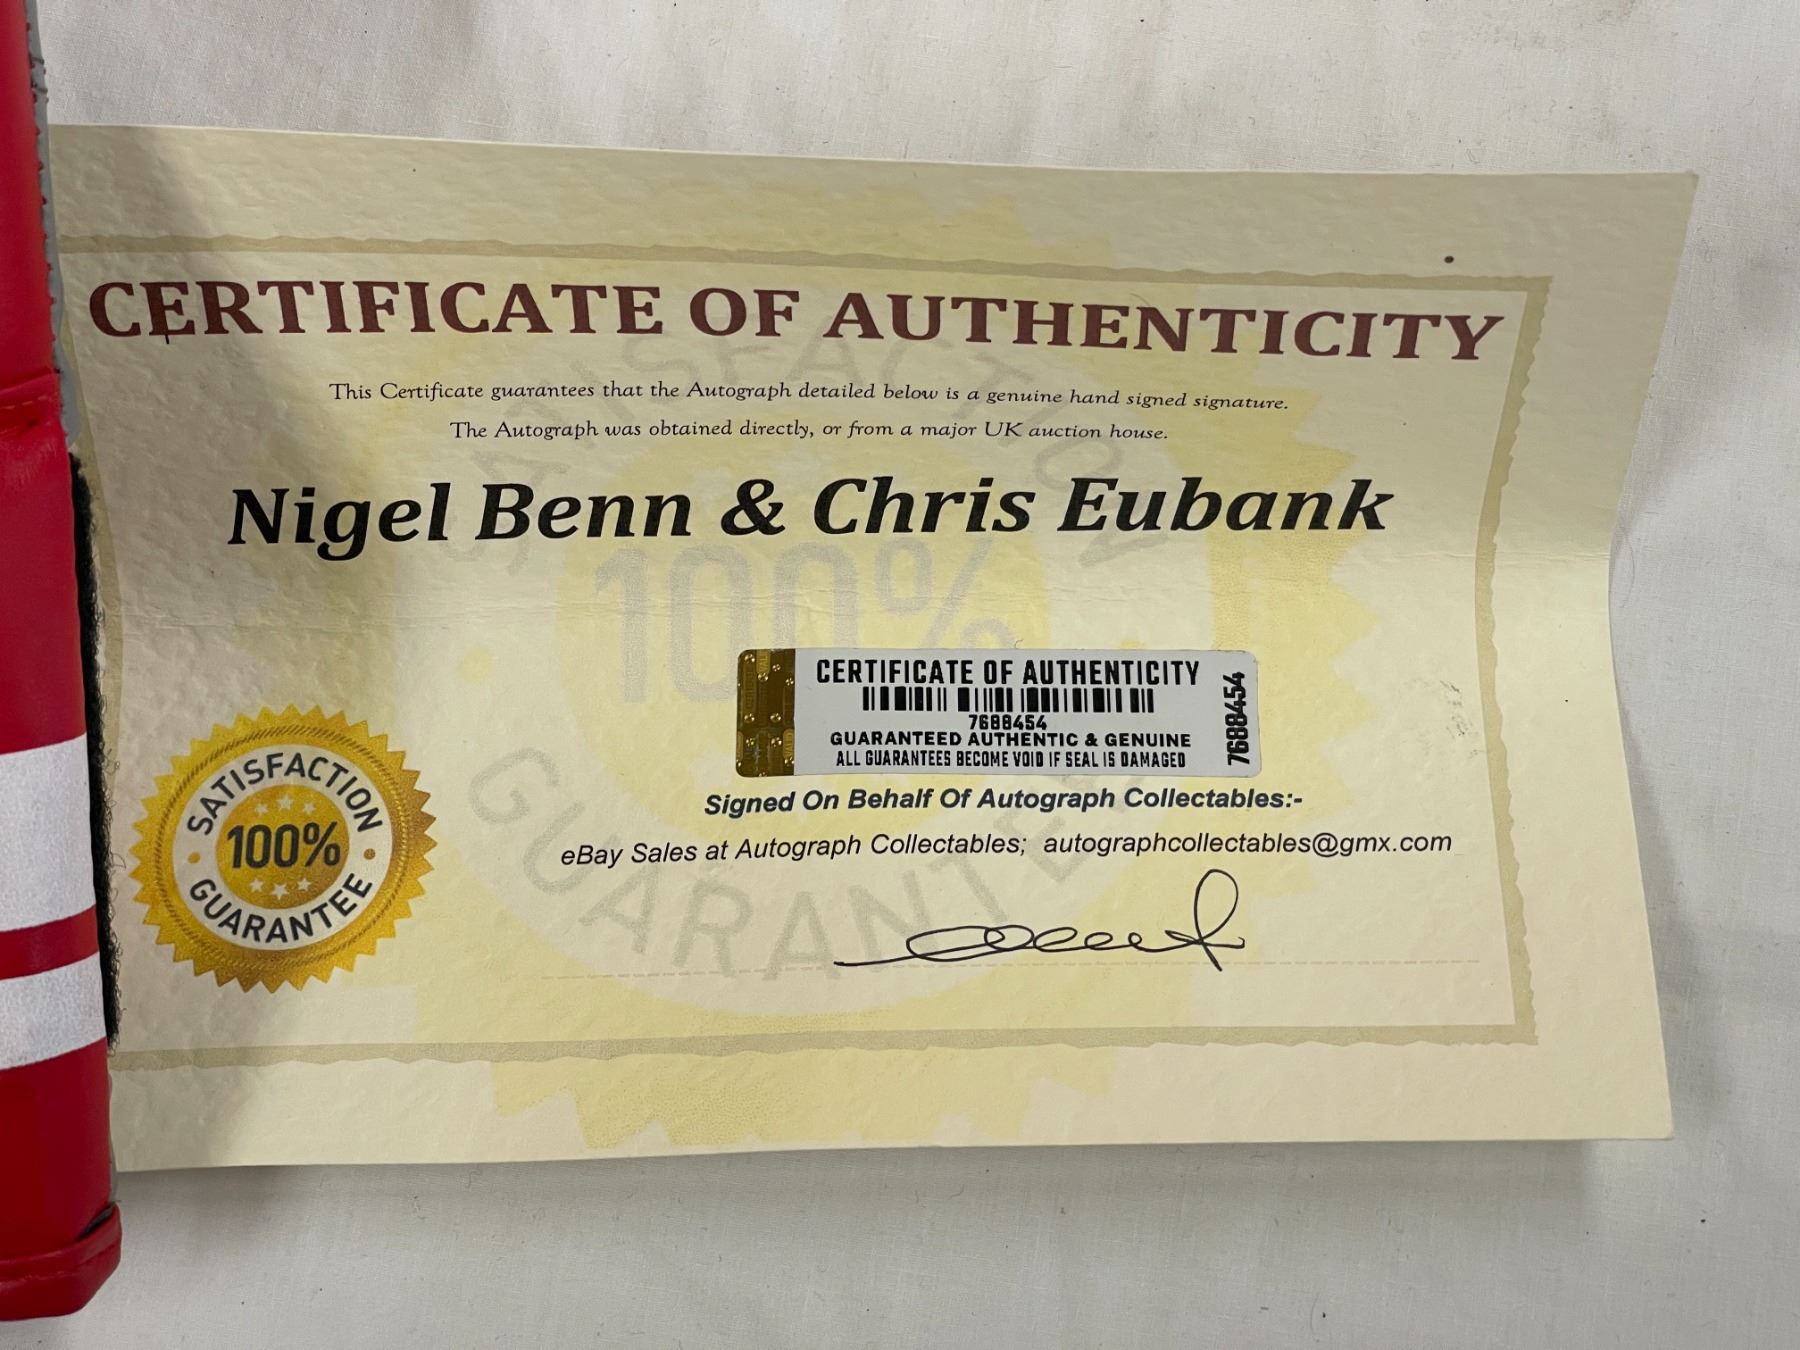 CERTIFICATE OF AUTHENTICITY
This Certificate guarantees that the Autograph detailed below is a genuine hand signed signature.
The Autograph was obtained directly, or from a major UK auction house.
Nigel Benn & Chris Eubank
SATISFACTION
100%
GUARANTEE
CERTIFICATE OF AUTHENTICITY
7688454
GUARANTEED AUTHENTIC & GENUINE
ALL GUARANTEES BECOME VOID IF SEAL IS DAMAGED
7688454
Signed On Behalf Of Autograph Collectables:-
eBay Sales at Autograph Collectables; autographcollectables@gmx.com
SATISFACTION
100%
GUARANTEE